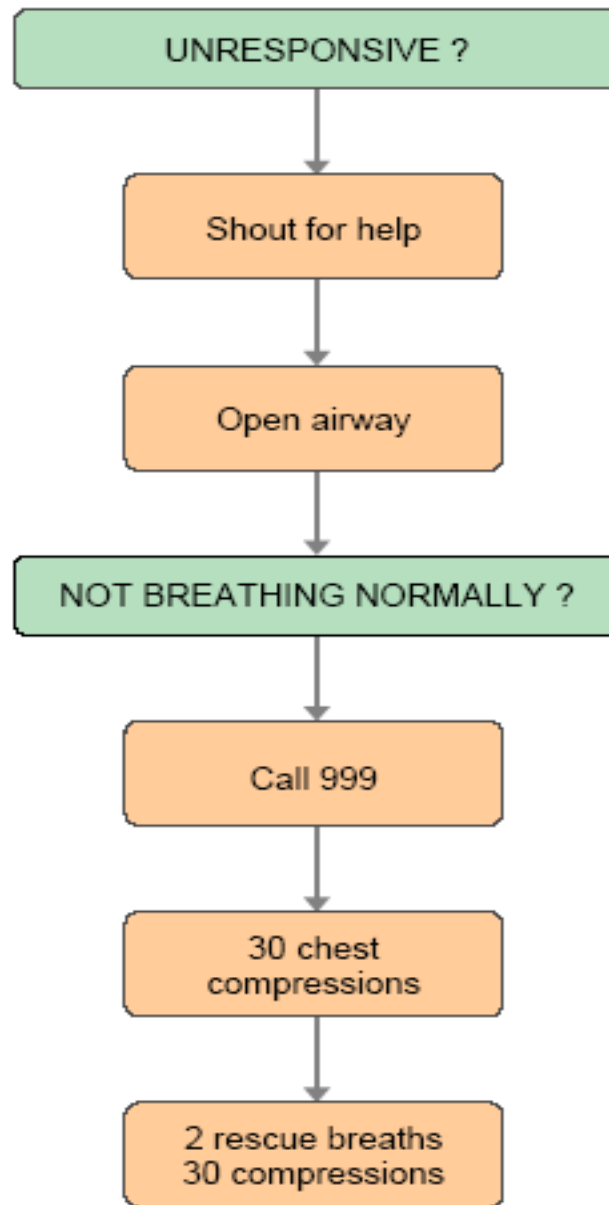 UNRESPONSIVE ?
Shout for help
Open airway
NOT BREATHING NORMALLY ?
Call 999
30 chest
compressions
2 rescue breaths
30 compressions